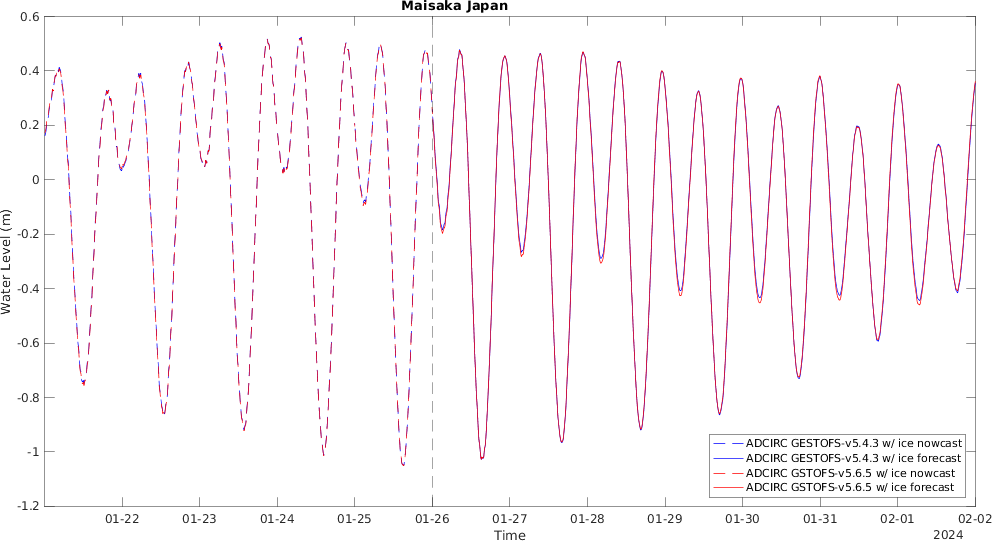 Maisaka Japan
0.6
0.4
0.2
0
-0.2
-0.4
-0.6
-0.8
-1
-1.2
Water Level (m)
ADCIRC GESTOFS-v5.4.3 w/ ice nowcast
ADCIRC GESTOFS-v5.4.3 w/ ice forecast
ADCIRC GSTOFS-v5.6.5 w/ ice nowcast
ADCIRC GSTOFS-v5.6.5 w/ ice forecast
01-22 01-23 01-24 01-25 01-26 01-27 01-28 01-29 01-30 01-31 02-01 02-02
Time
2024